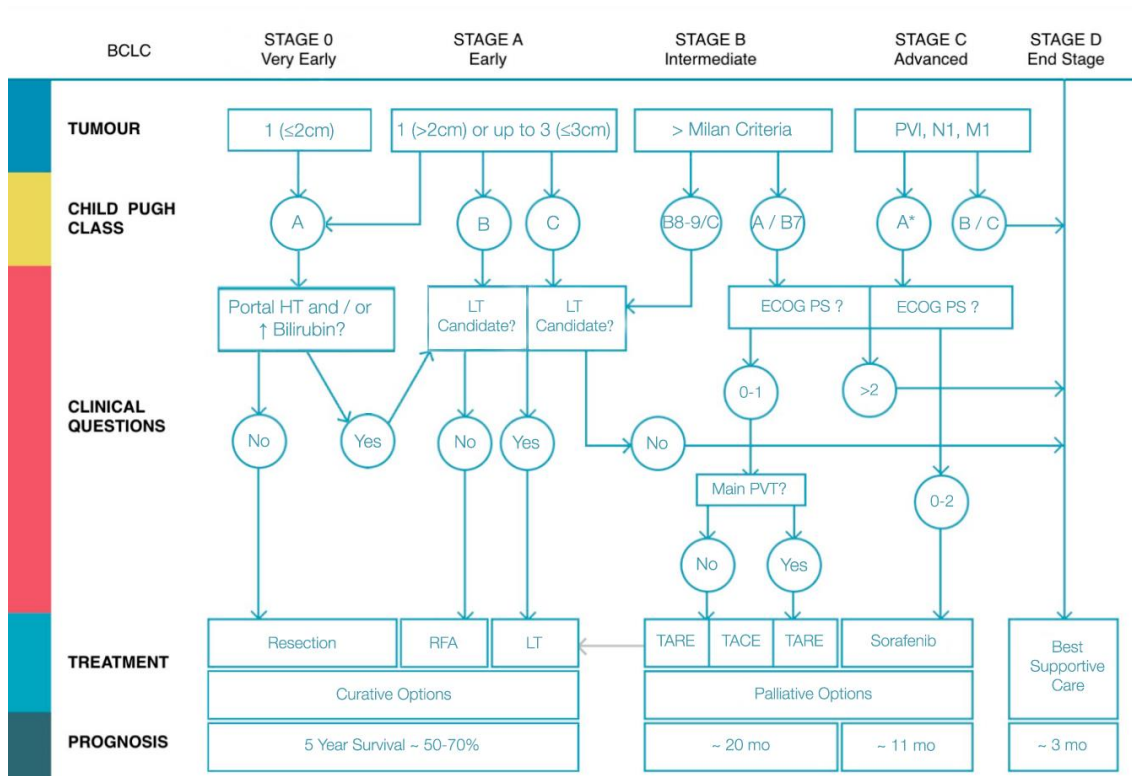 BCLC
STAGE 0
Very Early
STAGE A
Early
STAGE B
Intermediate
STAGE C
Advanced
STAGE D
End Stage
TUMOUR
1 (≤2cm)
1 (>2cm) or up to 3 (≤3cm)
> Milan Criteria
PVI, N1, M1
CHILD PUGH
CLASS
A
B
C
B8-9/C
A / B7
A*
B / C
CLINICAL
QUESTIONS
Portal HT and / or
↑ Bilirubin?
LT
Candidate?
LT
Candidate?
ECOG PS ?
ECOG PS ?
0-1
>2
No
Yes
No
Yes
No
Main PVT?
0-2
No
Yes
TREATMENT
Resection
RFA
LT
TARE
TACE
TARE
Sorafenib
Best
Supportive
Care
Curative Options
Palliative Options
PROGNOSIS
5 Year Survival ~ 50-70%
~ 20 mo
~ 11 mo
~ 3 mo